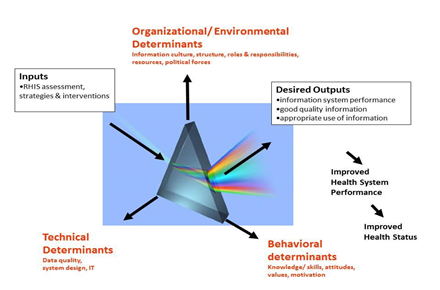 Organizational/ Environmental
Determinants
Information culture, structure, roles & responsibilities,
resources, political forces
Inputs
•RHIS assessment,
strategies & interventions
Desired Outputs
•information system performance
•good quality information
•appropriate use of information
Improved
Health System
Performance
Improved
Health Status
Technical
Determinants
Data quality,
system design, IT
Behavioral
determinants
Knowledge/ skills, attitudes,
values, motivation